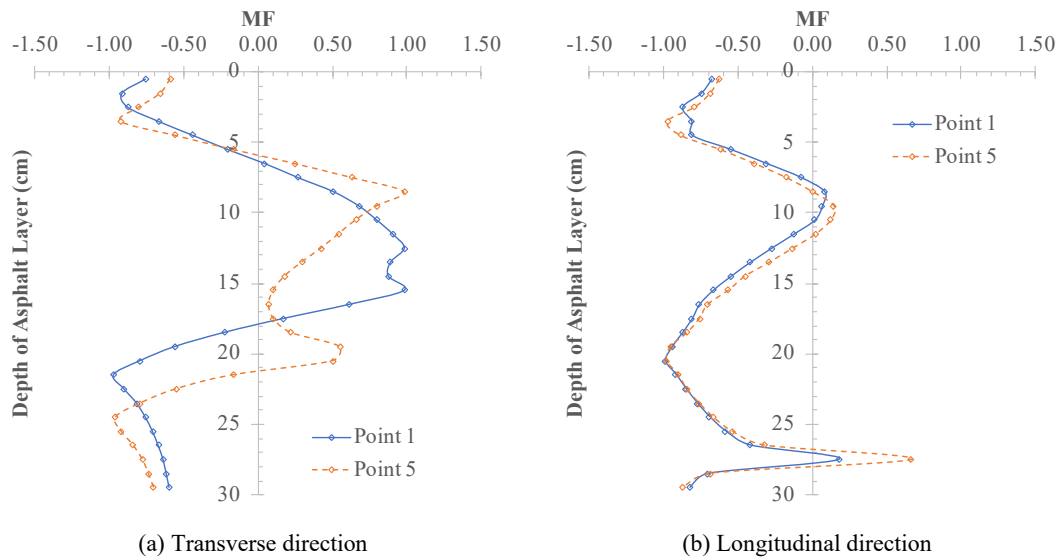 MF
-1.50 -1.00 -0.50 0.00 0.50 1.00 1.50
0
5
10
15
20
25
30
Depth of Asphalt Layer (cm)
Point 1
Point 5
(a) Transverse direction
MF
-1.50 -1.00 -0.50 0.00 0.50 1.00 1.50
0
5
10
15
20
25
30
Depth of Asphalt Layer (cm)
Point 1
Point 5
(b) Longitudinal direction